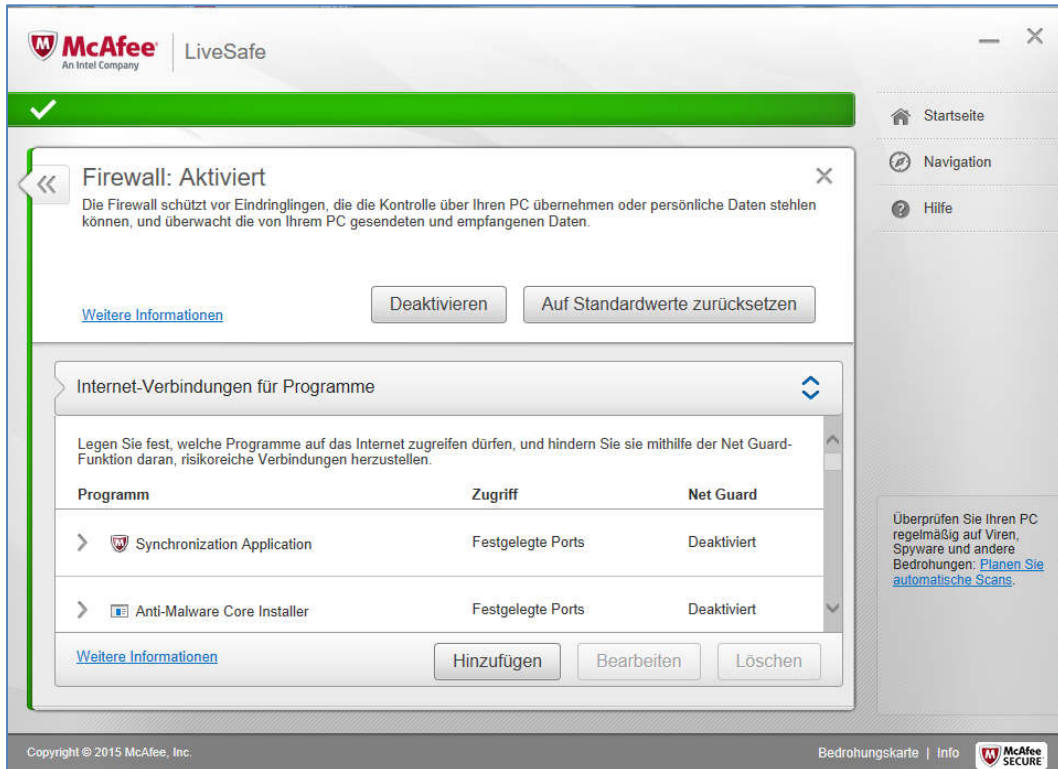 McAfee
An Intel Company
LiveSafe
Startseite
Navigation
Hilfe
Firewall: Aktiviert
Die Firewall schützt vor Eindringlingen, die die Kontrolle über Ihren PC übernehmen oder persönliche Daten stehlen
können, und überwacht die von Ihrem PC gesendeten und empfangenen Daten.
Weitere Informationen
Deaktivieren
Auf Standardwerte zurücksetzen
Internet-Verbindungen für Programme
Legen Sie fest, welche Programme auf das Internet zugreifen dürfen, und hindern Sie sie mithilfe der Net Guard-
Funktion daran, risikoreiche Verbindungen herzustellen.
Programm Zugriff Net Guard
Synchronization Application Festgelegte Ports Deaktiviert
Anti-Malware Core Installer Festgelegte Ports Deaktiviert
Weitere Informationen
Hinzufügen
Bearbeiten
Löschen
Überprüfen Sie Ihren PC
regelmäßig auf Viren,
Spyware und andere
Bedrohungen: Planen Sie
automatische Scans.
Copyright © 2015 McAfee, Inc.
Bedrohungskarte | Info
McAfee
SECURE